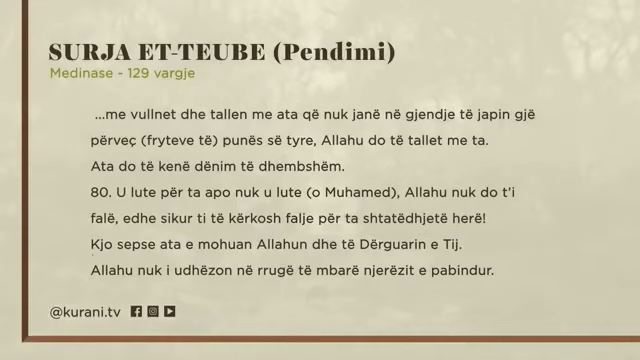 SURJA ET-TEUBE (Pendimi)
Medinase - 129 vargje
...me vullnet dhe tallen me ata që nuk janë në gjendje të japin gjë
përveç (fryteve të) punës së tyre, Allahu do të tallet me ta.
Ata do të kenë dënim të dhembshëm.
80. U lute për ta apo nuk u lute (o Muhamed), Allahu nuk do t'i
falë, edhe sikur ti të kërkosh falje për ta shtatëdhjetë herë!
Kjo sepse ata e mohuan Allahun dhe të Dërguarin e Tij.
Allahu nuk i udhëzon në rrugë të mbarë njerëzit e pabindur.
@kurani.tv